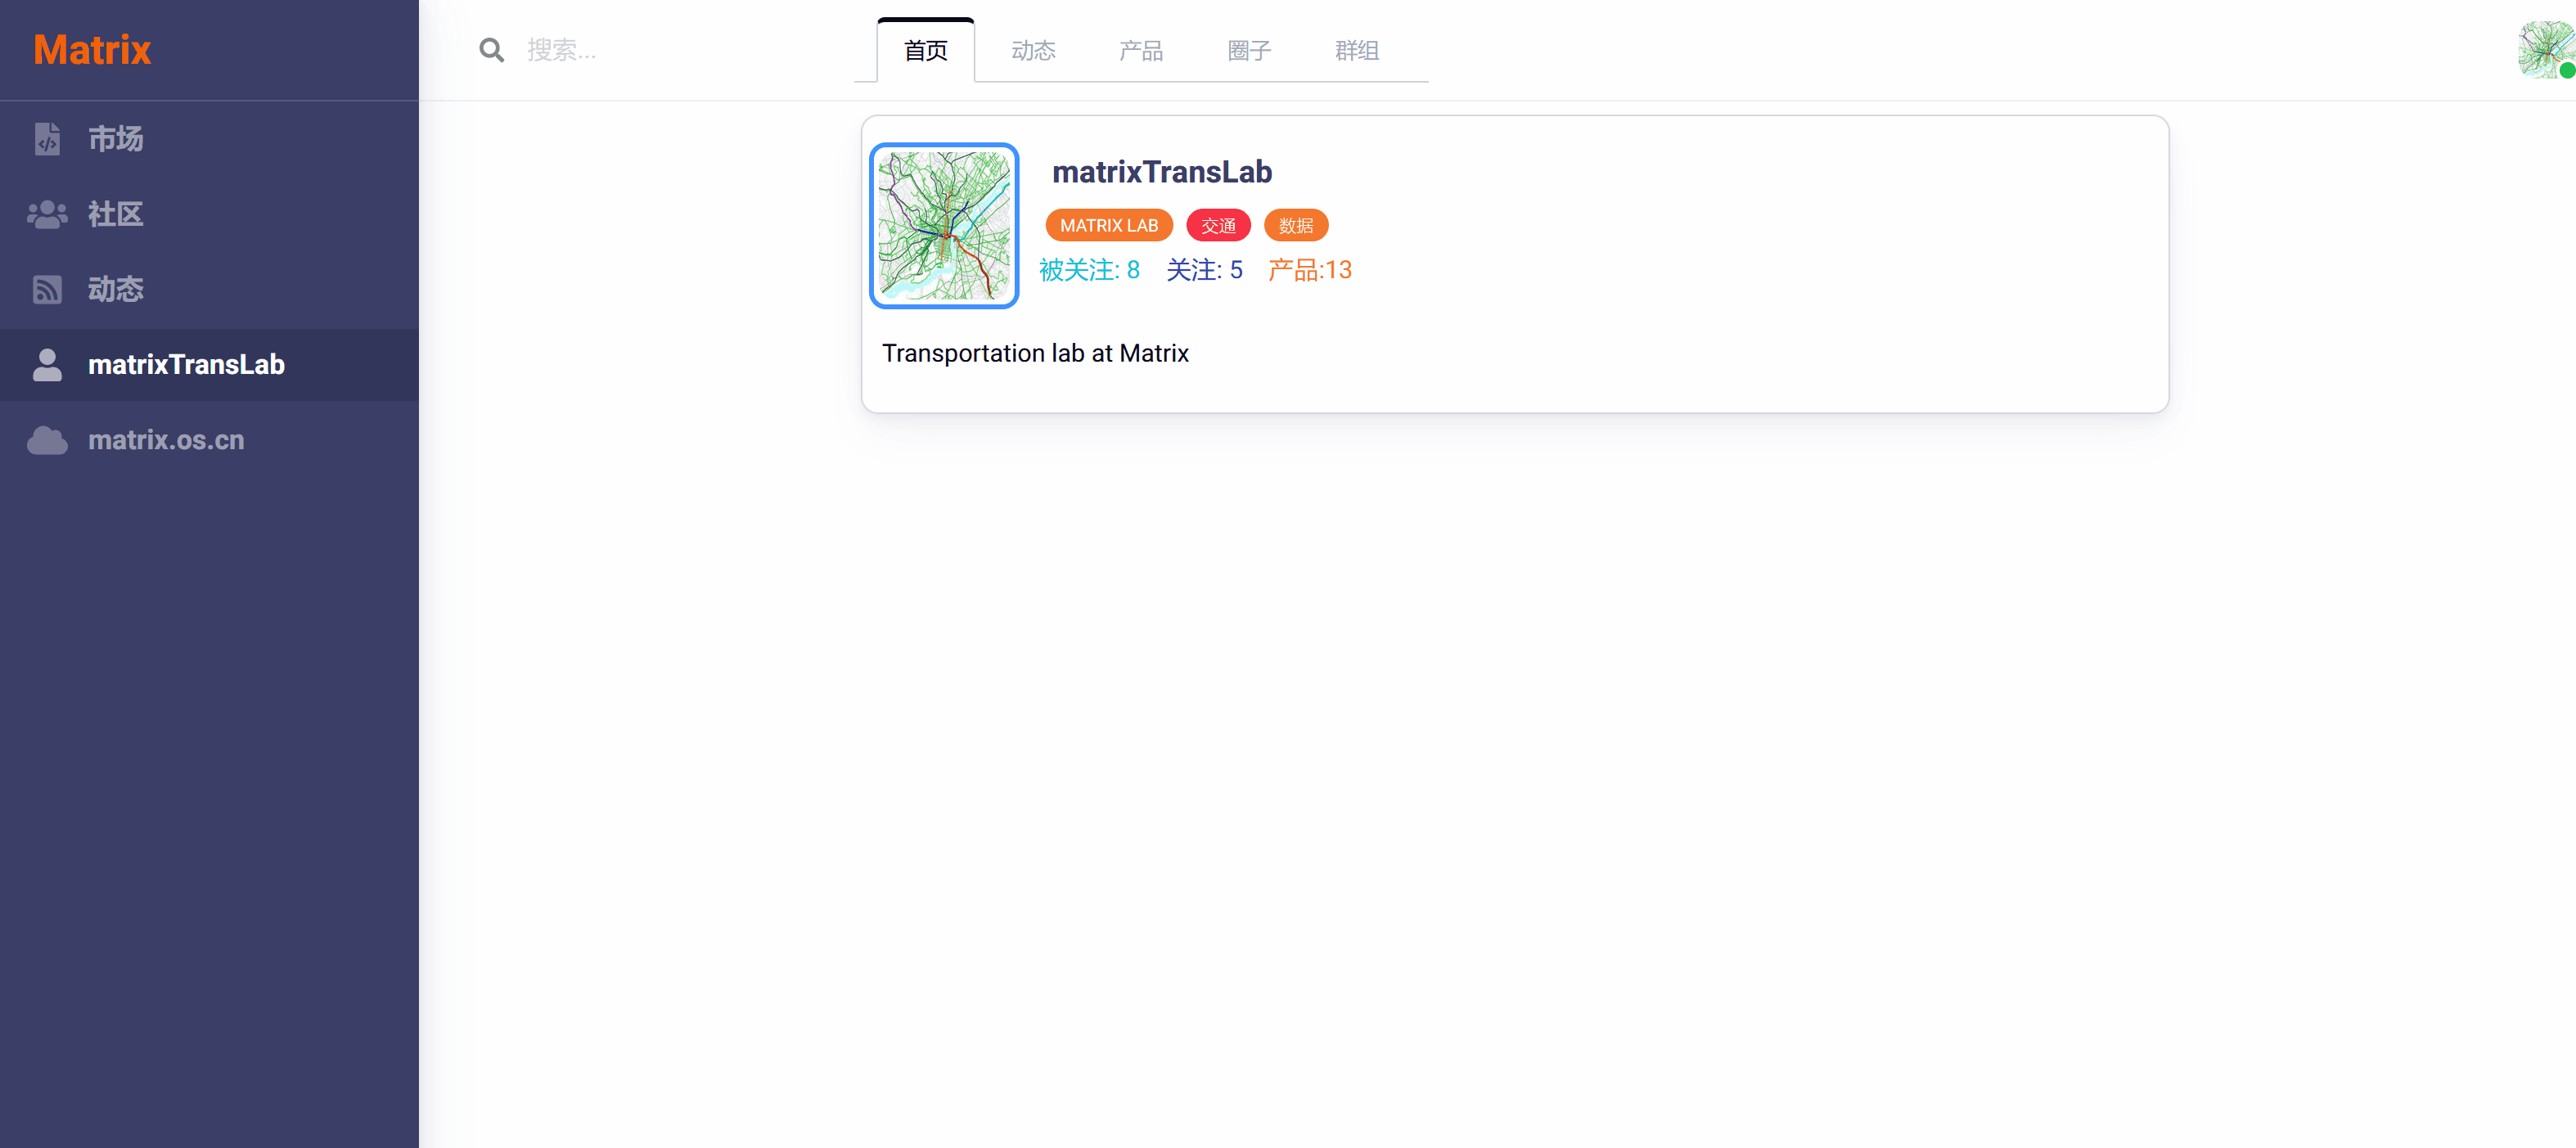 Matrix
搜索...
首页 动态 产品 圈子 群组
市场
社区
动态
matrixTransLab
matrix.os.cn
matrixTransLab
MATRIX LAB 交通 数据
被关注: 8 关注: 5 产品:13
Transportation lab at Matrix